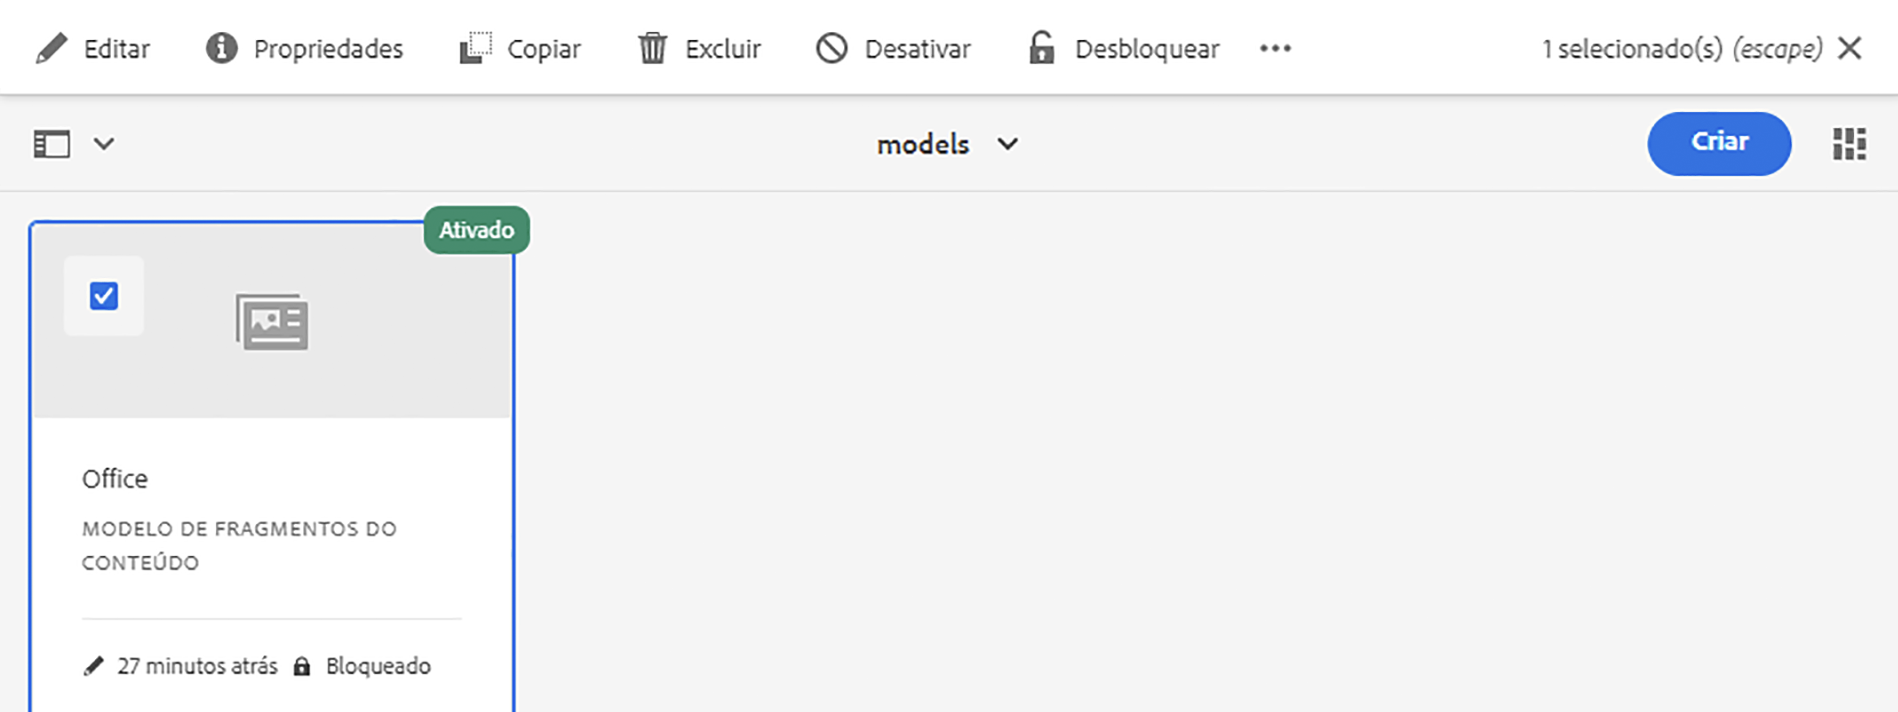 Editar Propriedades Copiar Excluir Desativar Desbloquear ••• 1 selecionado(s) (escape)
models Criar
Ativado
Office
MODELO DE FRAGMENTOS DO
CONTEÚDO
27 minutos atrás Bloqueado